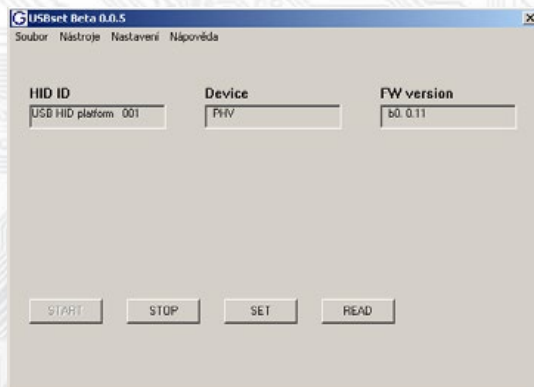 USBset Beta 0.0.5
Soubor Nástroje Nastavení Nápověda
HID ID Device FW version
USB HID platform 001 PHV b0. 0.11
START STOP SET READ